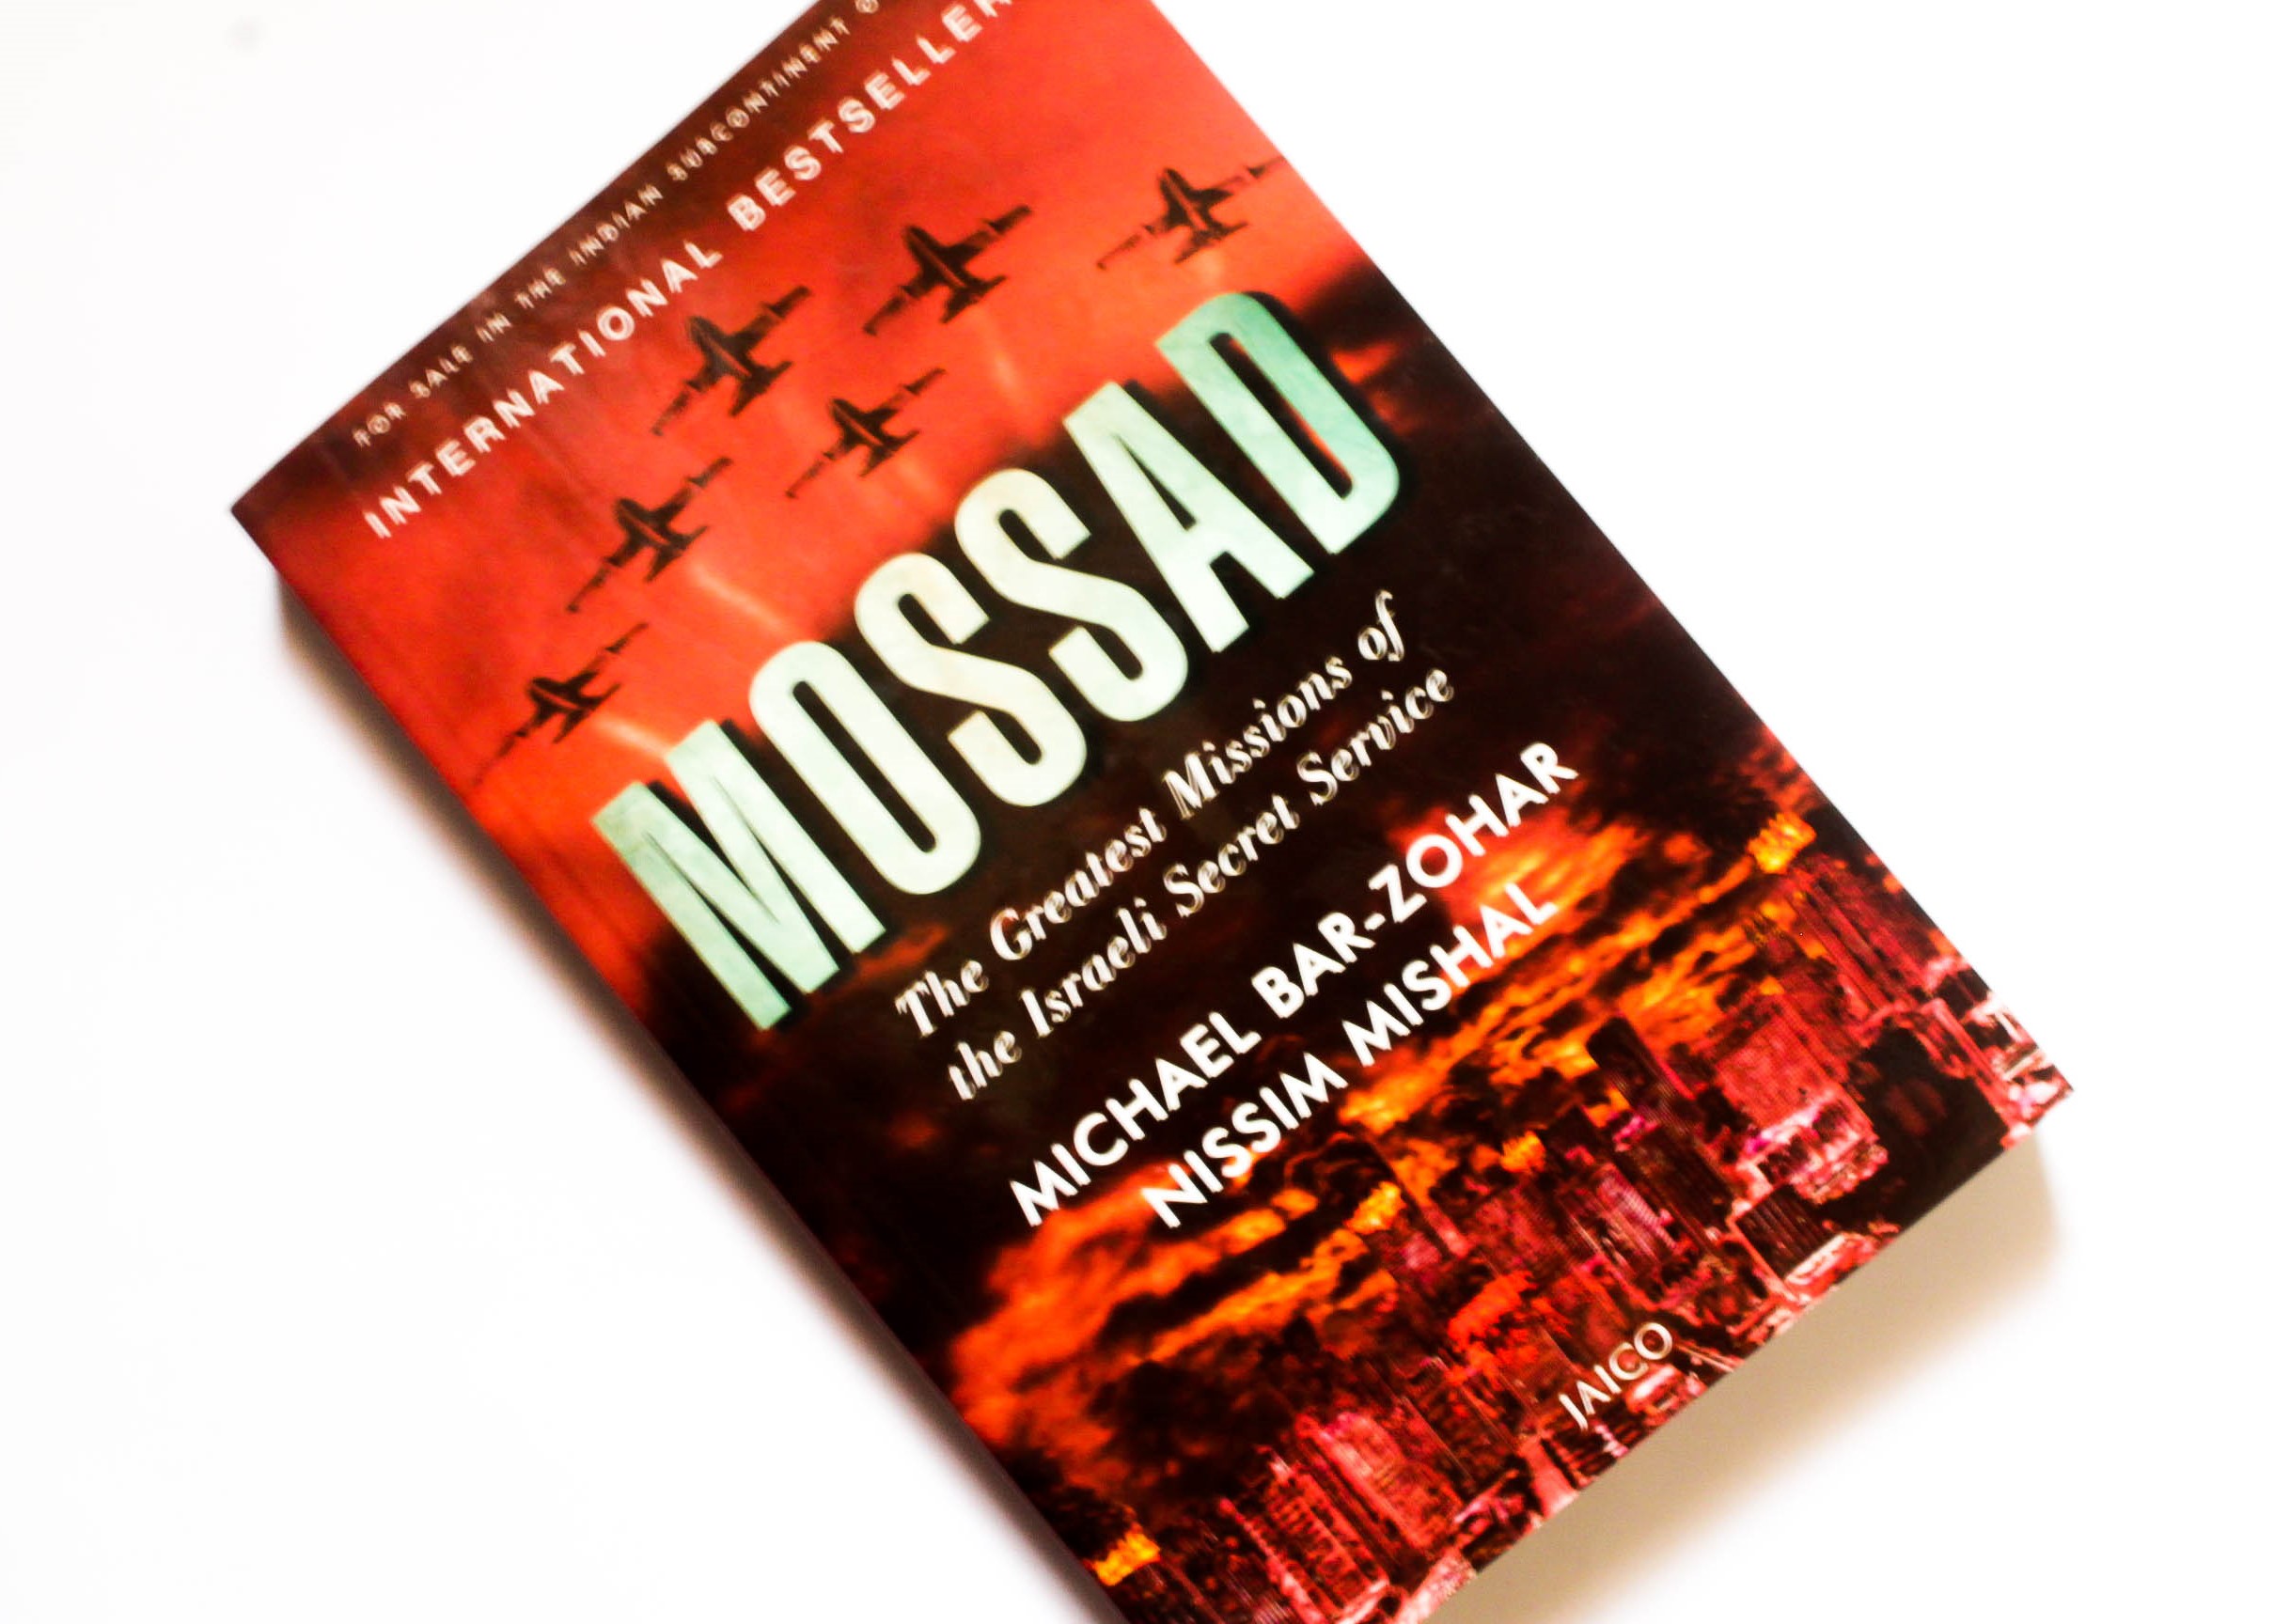 FOR SALE IN THE INDIAN SUBCONTINENT
INTERNATIONAL BESTSELLER
MOSSAD
The Greatest Missions of
the Israeli Secret Service
MICHAEL BAR-ZOHAR
NISSIM MISHAL
JAICO